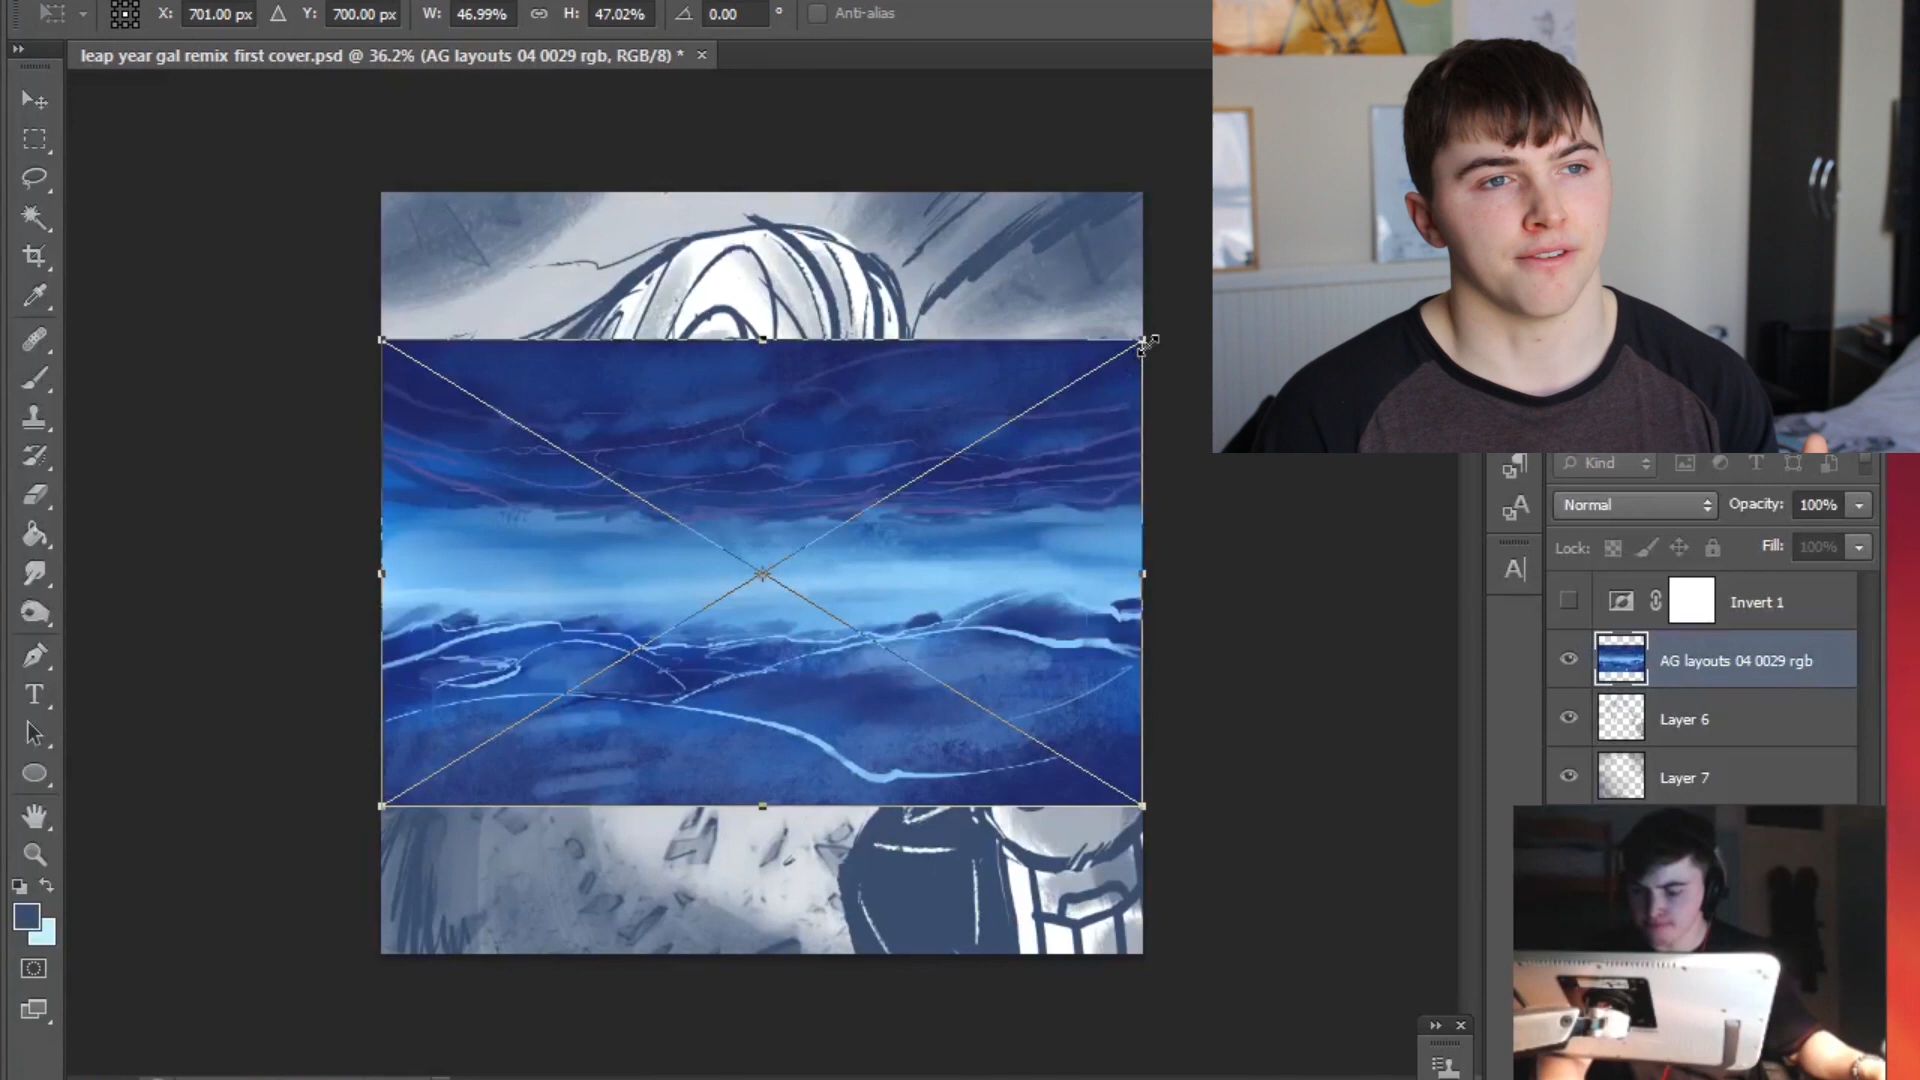 X: 701.00 px Y: 700.00 px W: 46.99% H: 47.02% 0.00 ° Anti-alias
leap year gal remix first cover.psd @ 36.2% (AG layouts 04 0029 rgb, RGB/8) * ×
Kind
Normal Opacity: 100%
Lock: Fill: 100%
Invert 1
AG layouts 04 0029 rgb
Layer 6
Layer 7